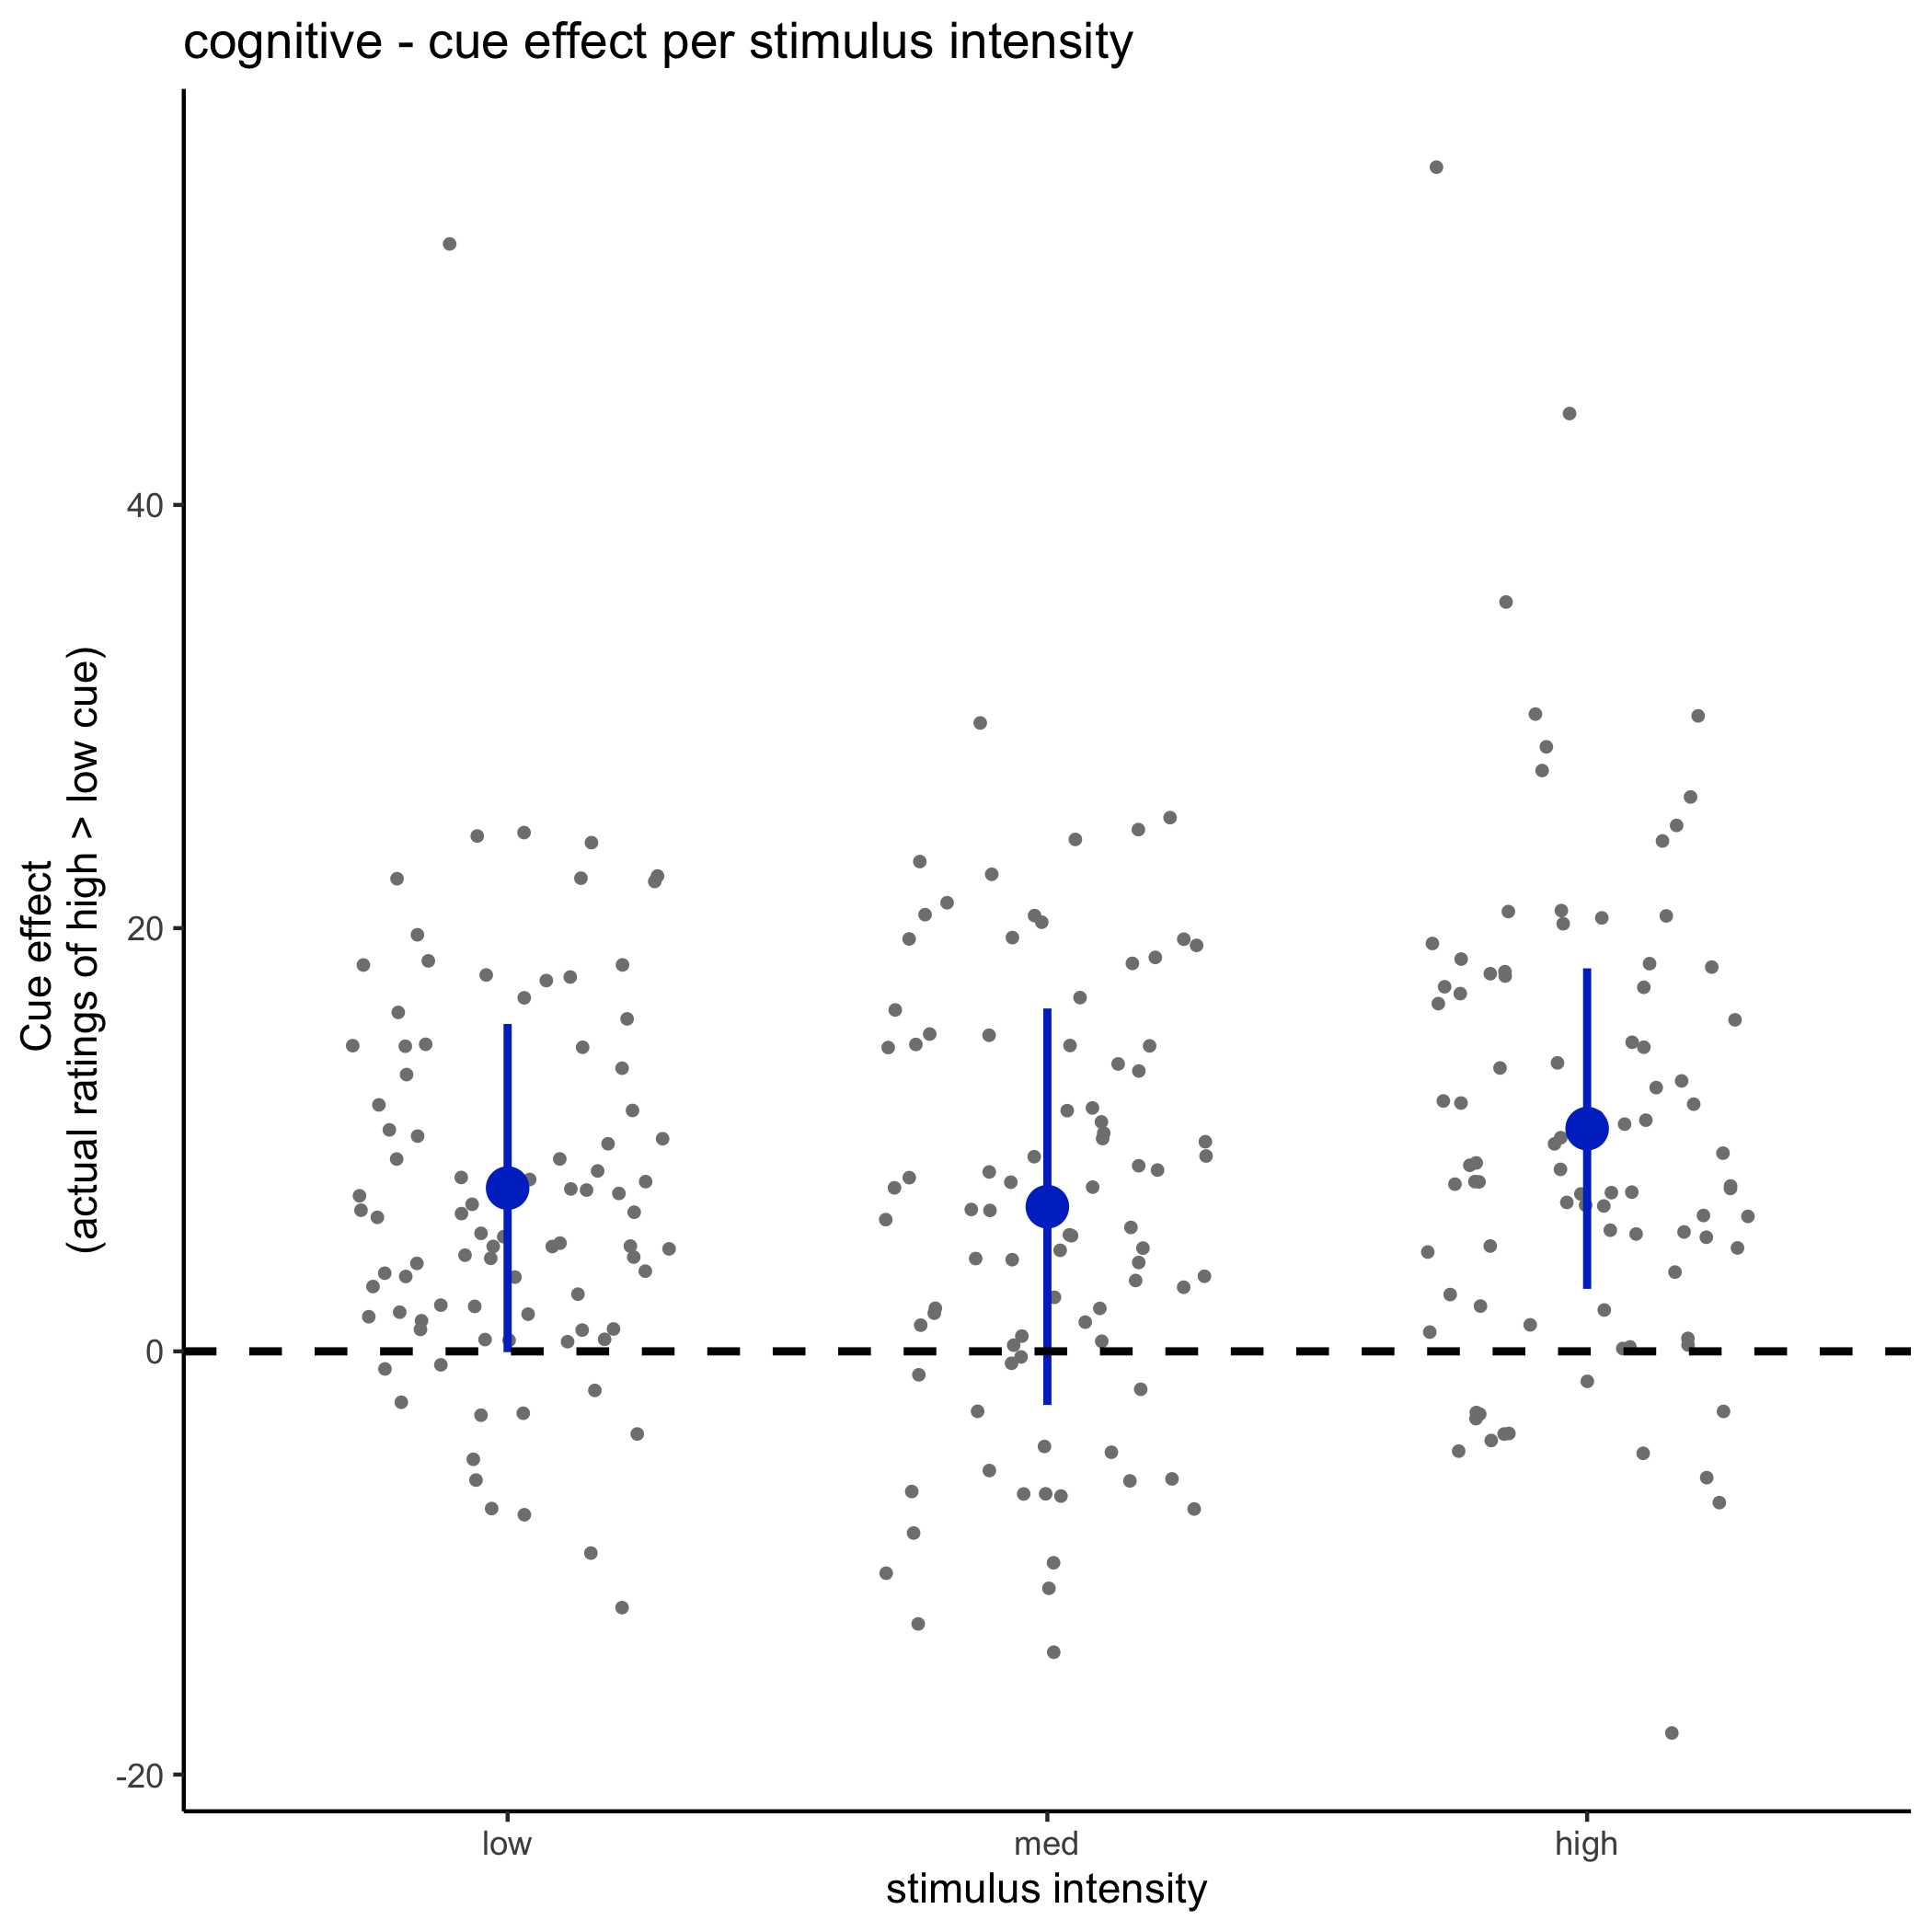 cognitive - cue effect per stimulus intensity
Cue effect
(actual ratings of high > low cue)
40
20
0
-20
low
med
high
stimulus intensity